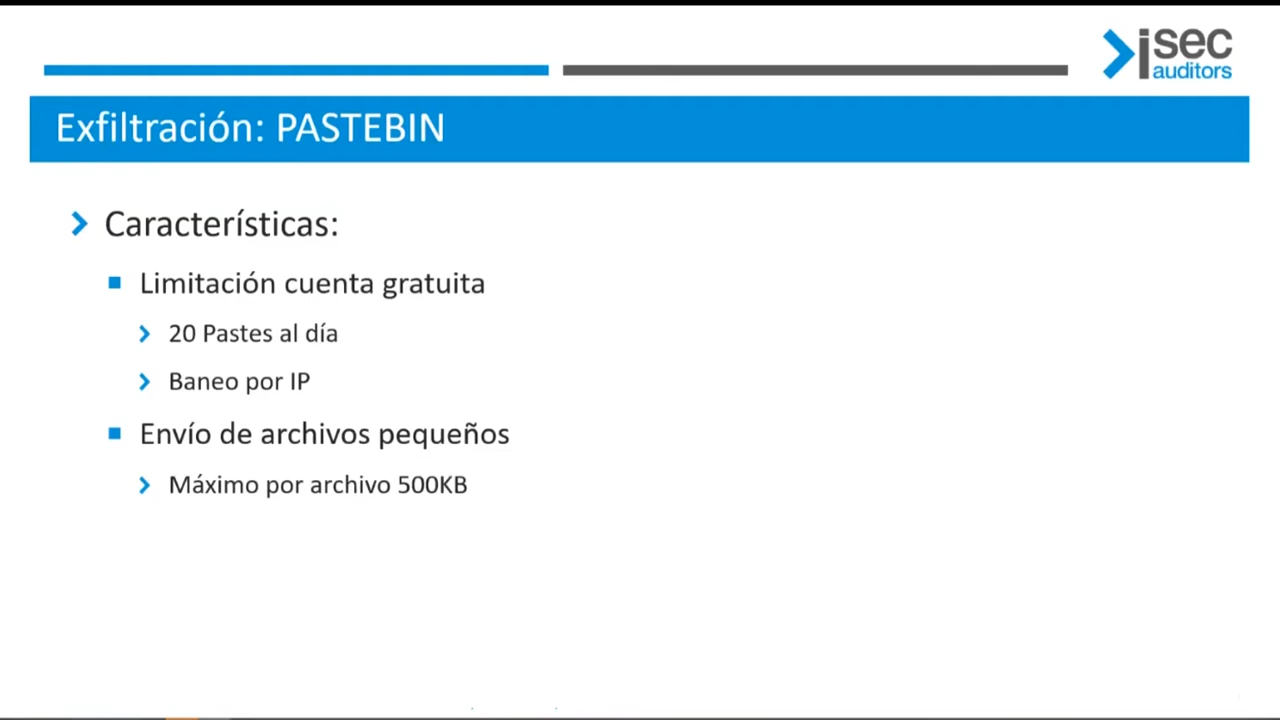 isec
auditors
Exfiltración: PASTEBIN
Características:
Limitación cuenta gratuita
20 Pastes al día
Baneo por IP
Envío de archivos pequeños
Máximo por archivo 500KB